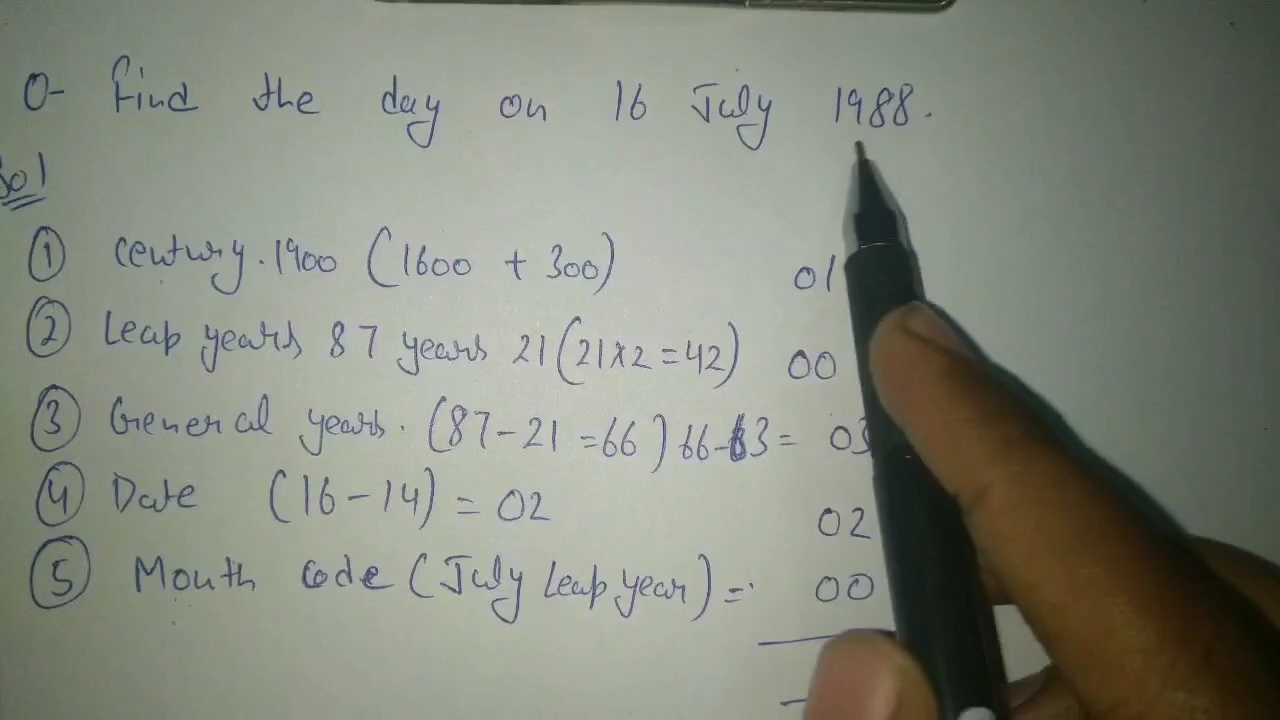 Q- Find the day on 16 July 1988.
Sol
① Century. 1900 (1600 + 300) 01
② Leap years 87 years 21 (21x2=42) 00
③ General years. (87-21=66) 66-63= 03
④ Date (16-14) = 02 02
⑤ Month code (July Leap year) = 00